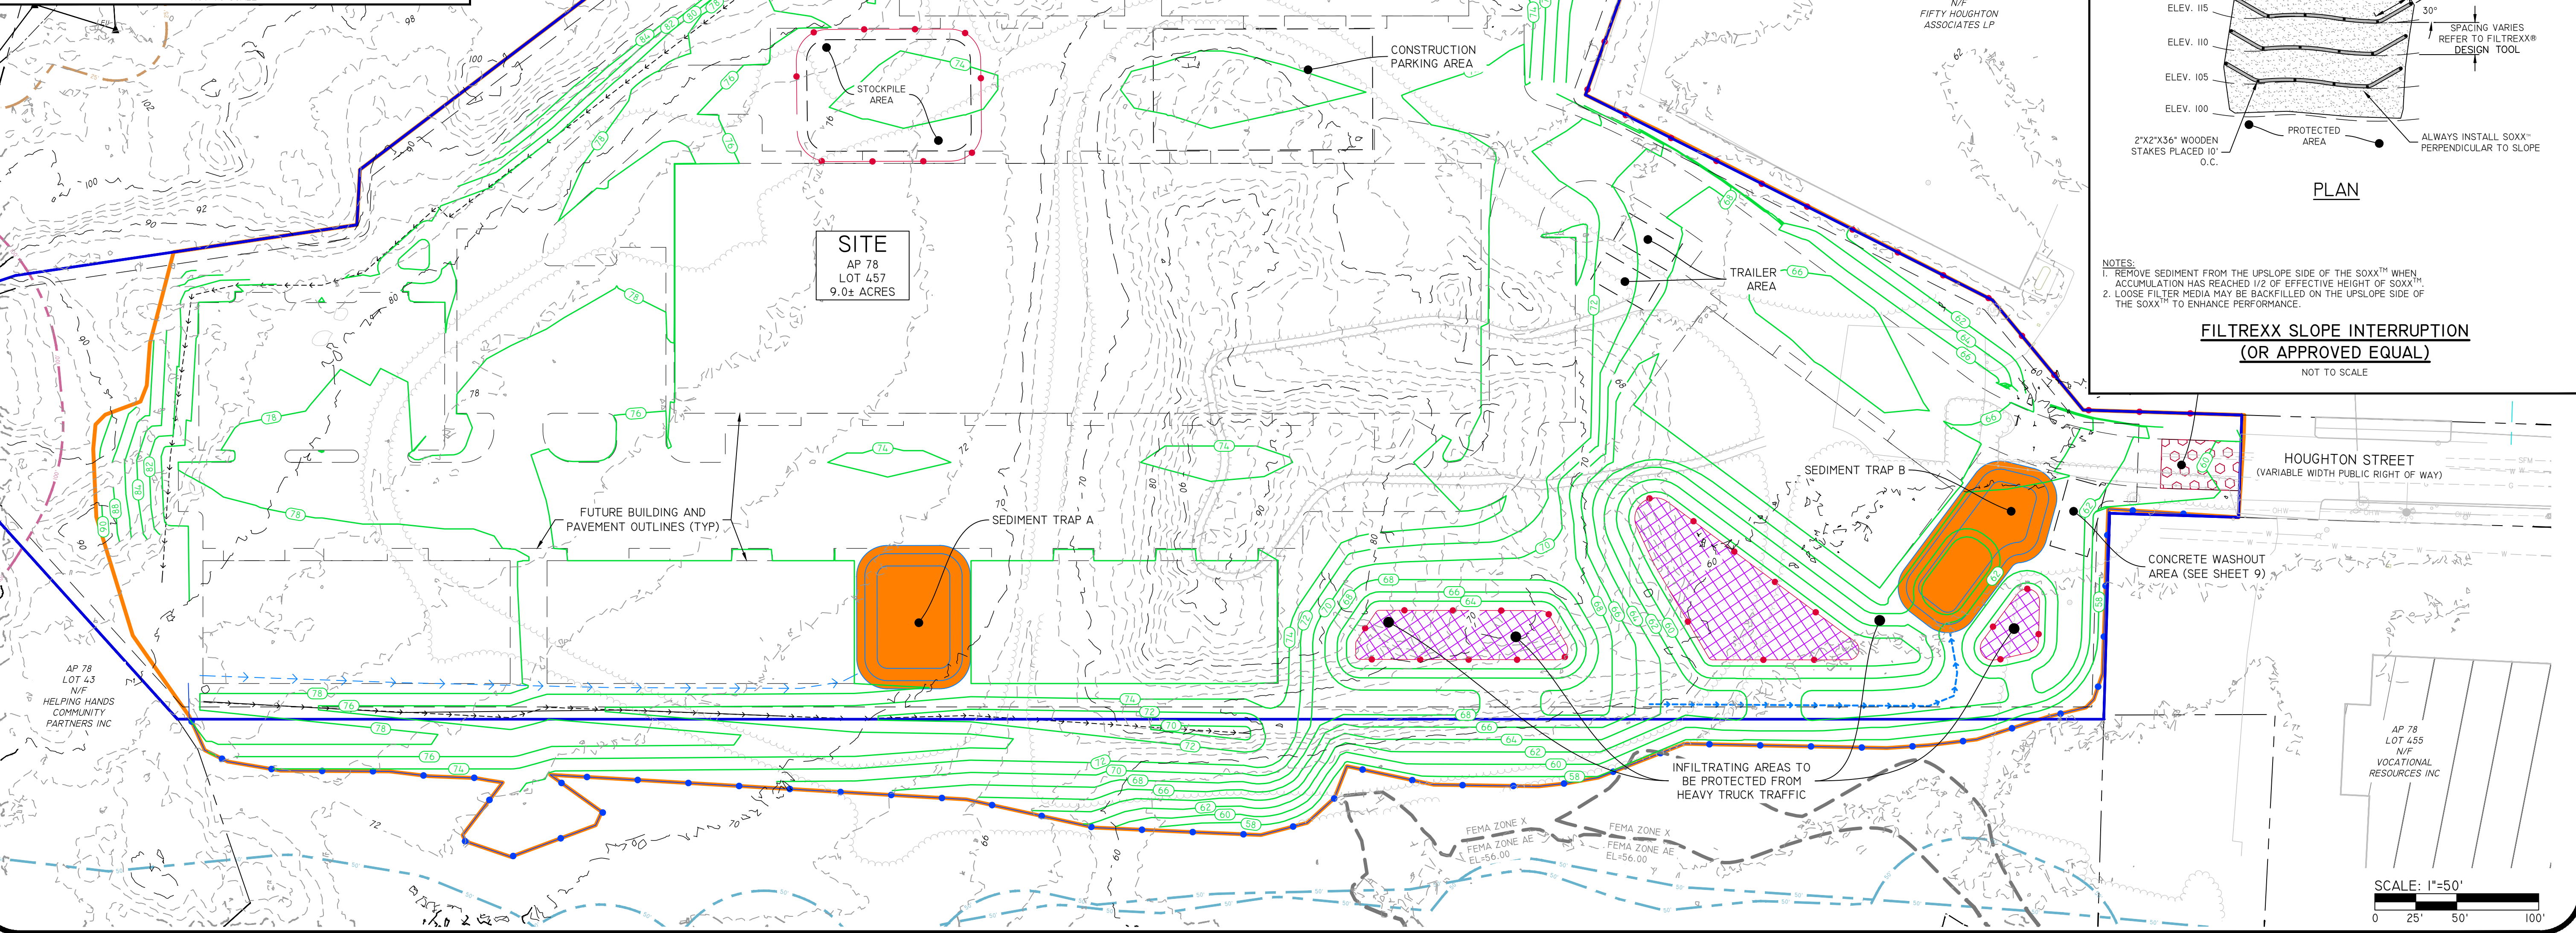 ELEV. 115
ELEV. 110
ELEV. 105
ELEV. 100
30°
SPACING VARIES
REFER TO FILTREXX®
DESIGN TOOL
2"X2"X36" WOODEN
STAKES PLACED 10'
O.C.
PROTECTED
AREA
ALWAYS INSTALL SOXX™
PERPENDICULAR TO SLOPE
PLAN
NOTES:
1. REMOVE SEDIMENT FROM THE UPSLOPE SIDE OF THE SOXX™ WHEN
ACCUMULATION HAS REACHED 1/2 OF EFFECTIVE HEIGHT OF SOXX™.
2. LOOSE FILTER MEDIA MAY BE BACKFILLED ON THE UPSLOPE SIDE OF
THE SOXX™ TO ENHANCE PERFORMANCE.
FILTREXX SLOPE INTERRUPTION
(OR APPROVED EQUAL)
NOT TO SCALE
N/F
FIFTY HOUGHTON
ASSOCIATES LP
CONSTRUCTION
PARKING AREA
STOCKPILE
AREA
SITE
AP 78
LOT 457
9.0± ACRES
TRAILER
AREA
FUTURE BUILDING AND
PAVEMENT OUTLINES (TYP)
SEDIMENT TRAP A
SEDIMENT TRAP B
HOUGHTON STREET
(VARIABLE WIDTH PUBLIC RIGHT OF WAY)
CONCRETE WASHOUT
AREA (SEE SHEET 9)
AP 78
LOT 43
N/F
HELPING HANDS
COMMUNITY
PARTNERS INC
INFILTRATING AREAS TO
BE PROTECTED FROM
HEAVY TRUCK TRAFFIC
AP 78
LOT 455
N/F
VOCATIONAL
RESOURCES INC
FEMA ZONE X
FEMA ZONE AE
EL=56.00
FEMA ZONE X
FEMA ZONE AE
EL=56.00
SCALE: 1"=50'
0 25' 50' 100'